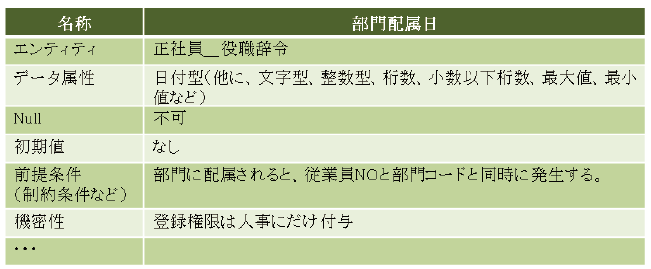 名称 部門配属日
エンティティ 正社員__役職辞令
データ属性 日付型(他に、文字型、整数型、桁数、小数以下桁数、最大値、最小
値など)
Null 不可
初期値 なし
前提条件 部門に配属されると、従業員NOと部門コードと同時に発生する。
(制約条件など)
機密性 登録権限は人事にだけ付与
・・・